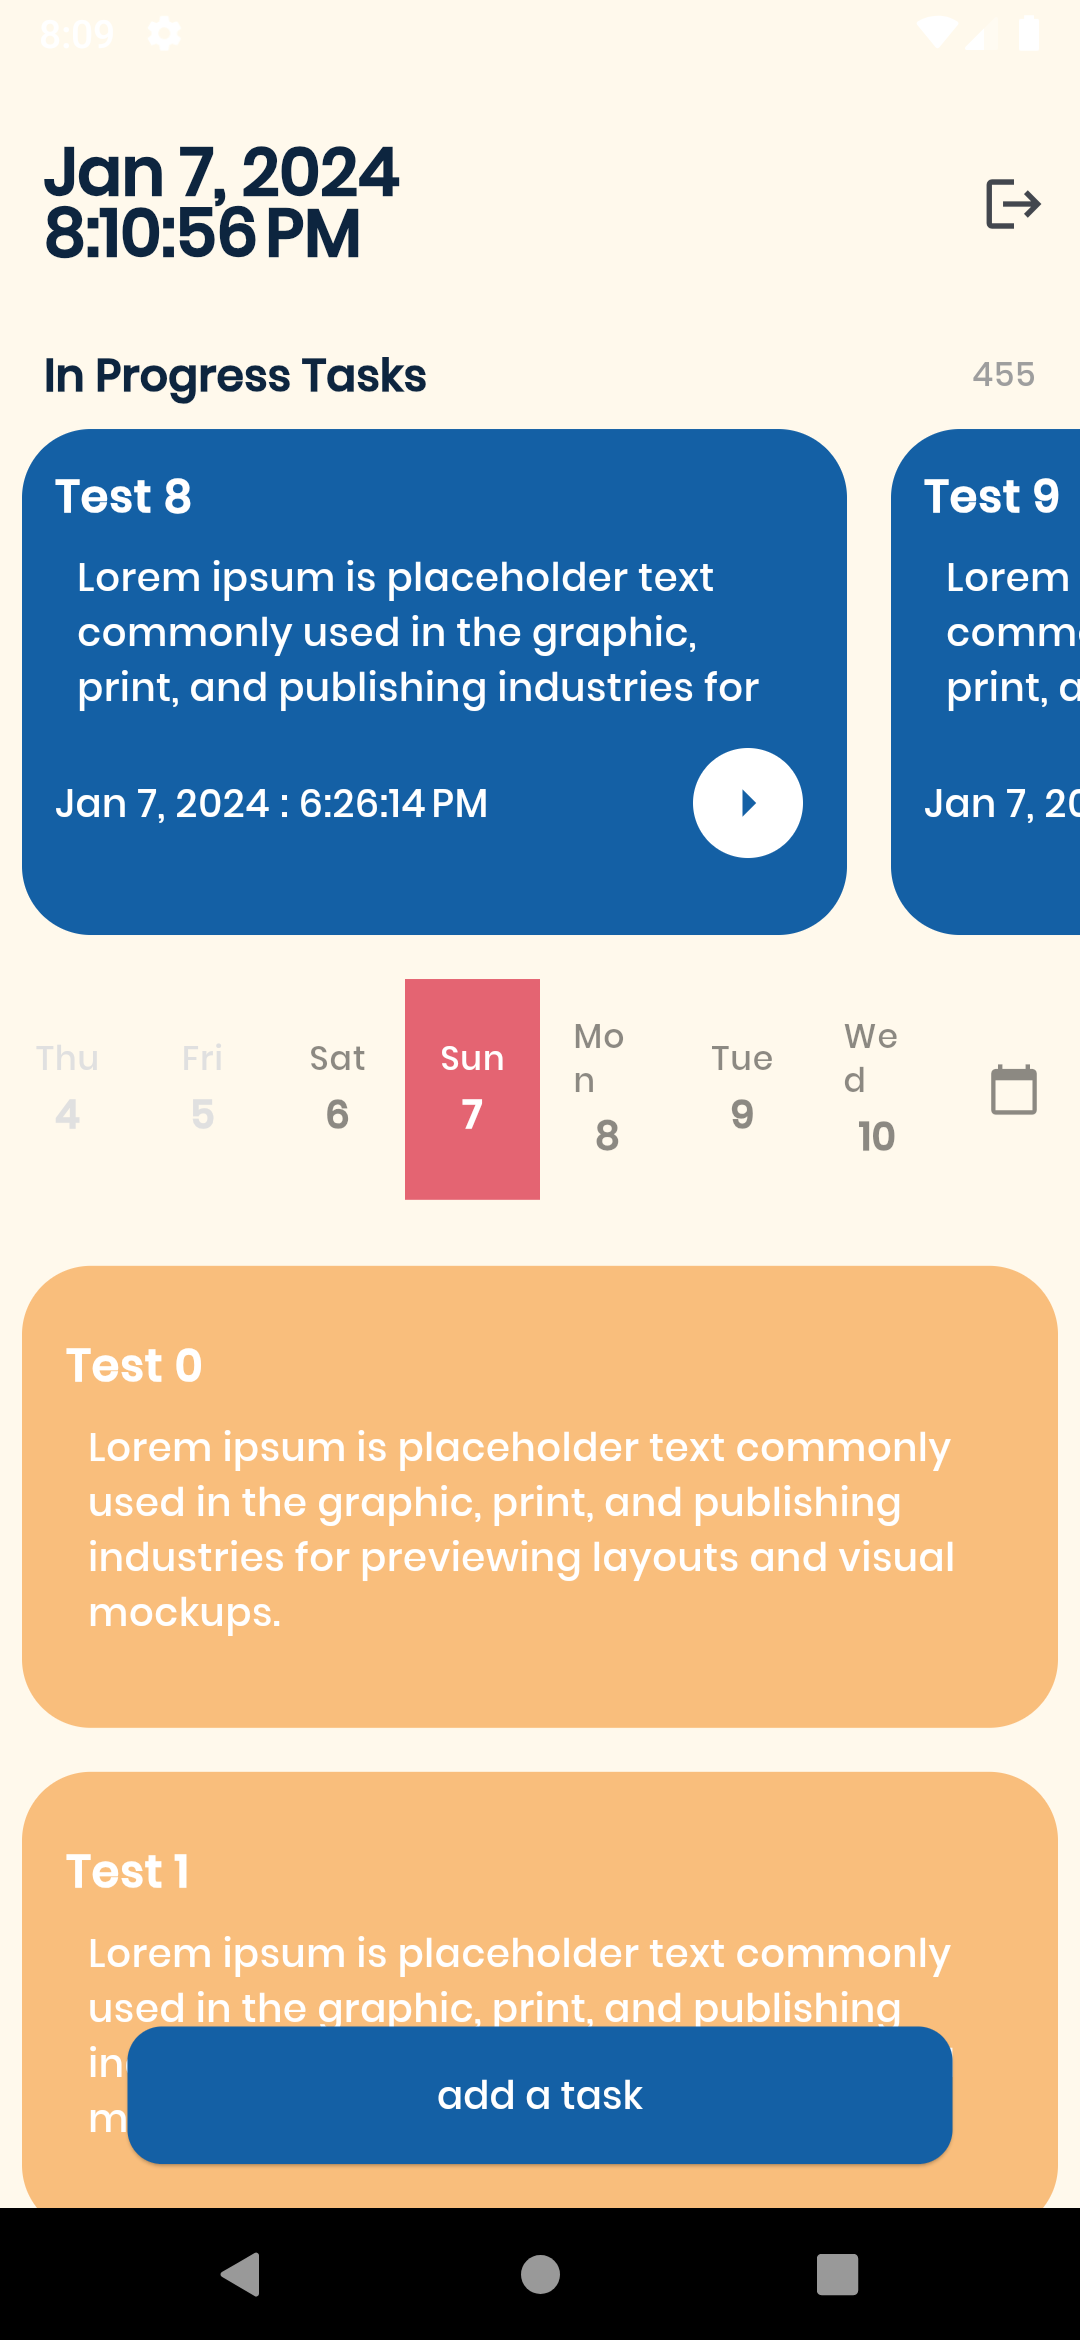 8:09
Jan 7, 2024
8:10:56 PM
In Progress Tasks
455
Test 8
Lorem ipsum is placeholder text
commonly used in the graphic,
print, and publishing industries for
Jan 7, 2024 : 6:26:14 PM
Test 9
Lorem
print, a
Jan 7, 20
Thu
4
Fri
5
Sat
6
Sun
7
Mo
n
8
Tue
9
We
d
10
Test 0
Lorem ipsum is placeholder text commonly
used in the graphic, print, and publishing
industries for previewing layouts and visual
mockups.
Test 1
Lorem ipsum is placeholder text commonly
used in the graphic, print, and publishing
add a task